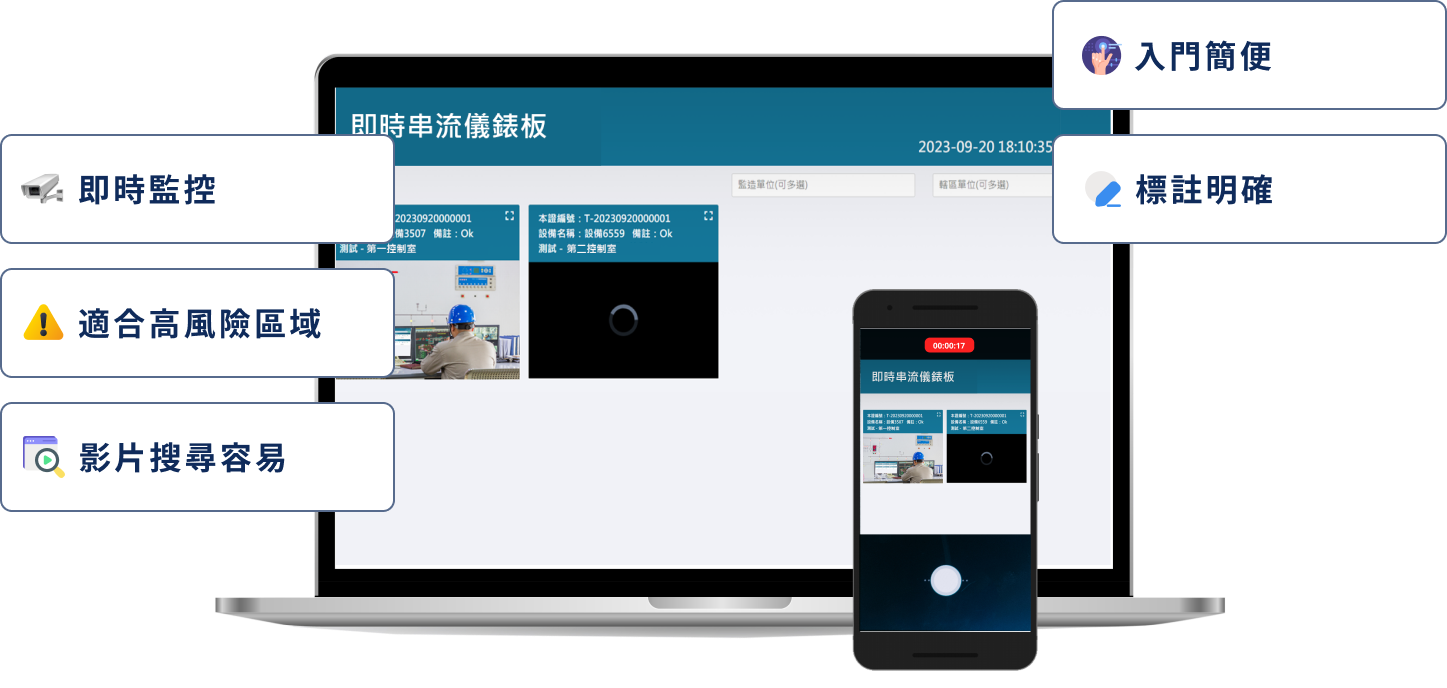 入門簡便
標註明確
即時監控
適合高風險區域
影片搜尋容易
即時串流儀錶板
2023-09-20 18:10:35
監造單位(可多選)
轄區單位(可多選)
20230920000001
備3507 備註：Ok
測試 - 第一控制室
本證編號：T-20230920000001
設備名稱：設備6559 備註：Ok
測試 - 第二控制室
00:00:17
即時串流儀錶板
本證編號：T-20230920000001
設備名稱：設備3507 備註：Ok
測試 - 第一控制室
本證編號：T-20230920000001
設備名稱：設備6559 備註：Ok
測試 - 第二控制室